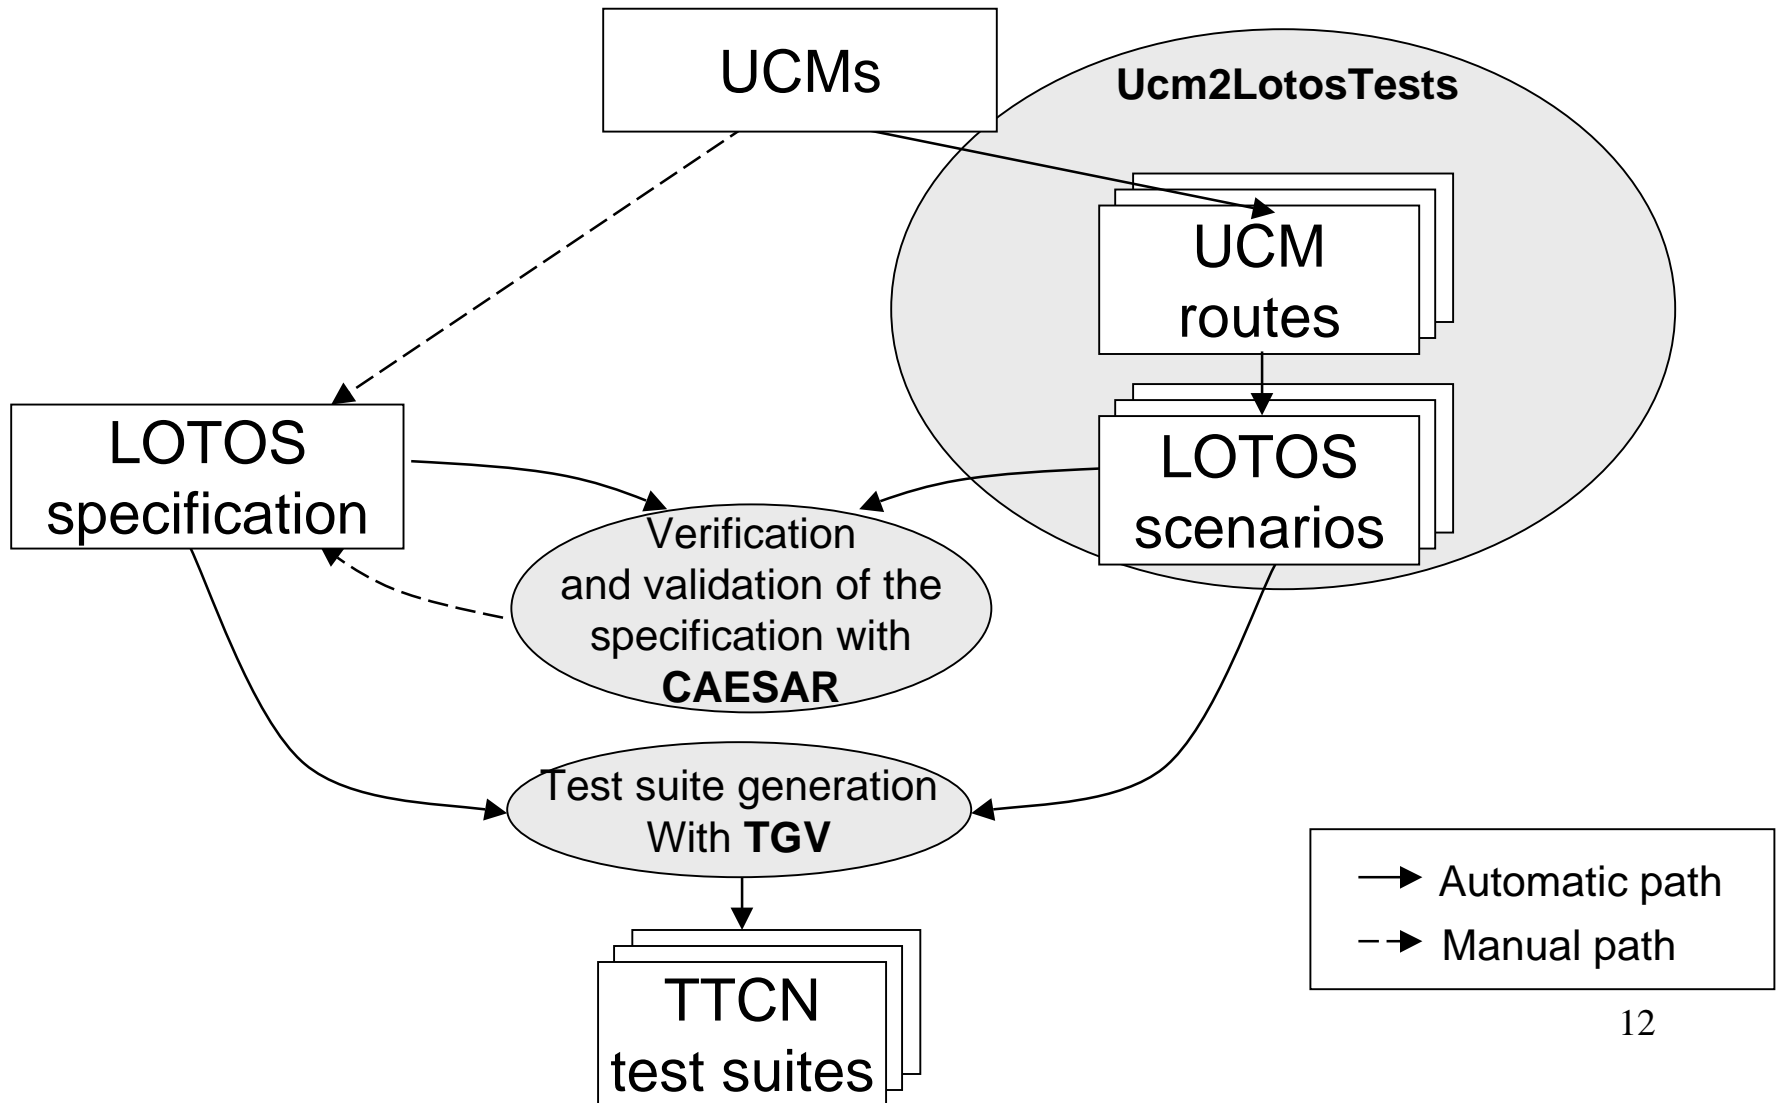 UCMs
Ucm2LotosTests
UCM
routes
LOTOS
specification
LOTOS
scenarios
Verification
and validation of the
specification with
CAESAR
Test suite generation
With TGV
Automatic path
Manual path
TTCN
test suites
12